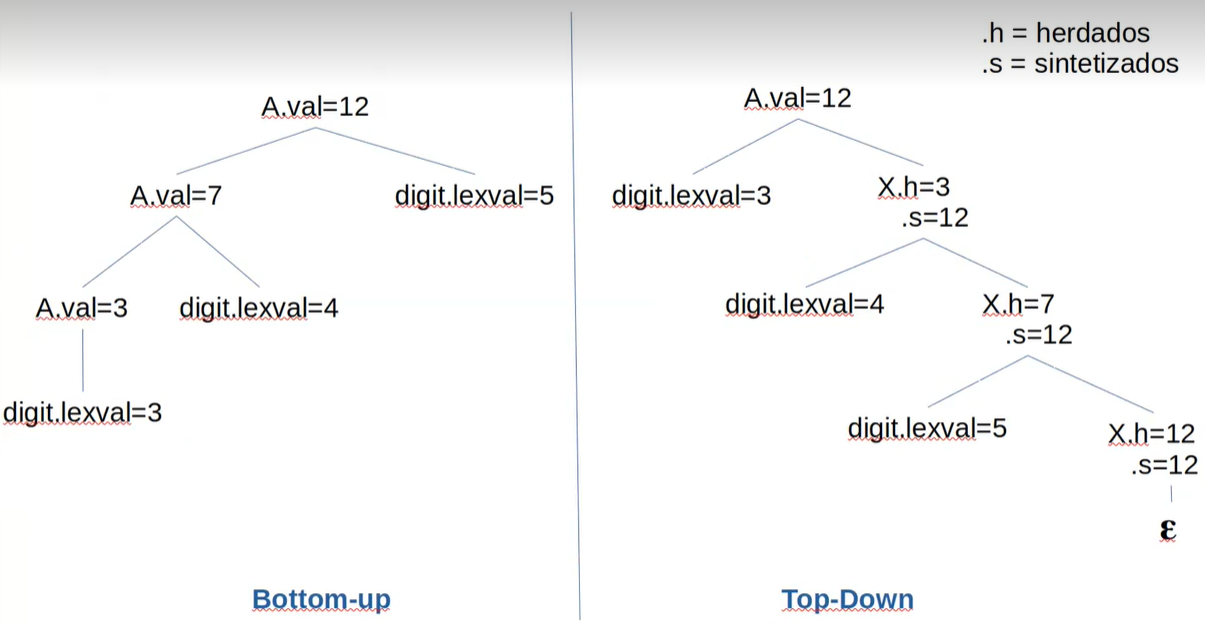 .h = herdados
.s = sintetizados
A.val=12
A.val=7
digit.lexval=5
A.val=3
digit.lexval=4
digit.lexval=3
Bottom-up
A.val=12
digit.lexval=3
X.h=3
.s=12
digit.lexval=4
X.h=7
.s=12
digit.lexval=5
X.h=12
.s=12
ε
Top-Down